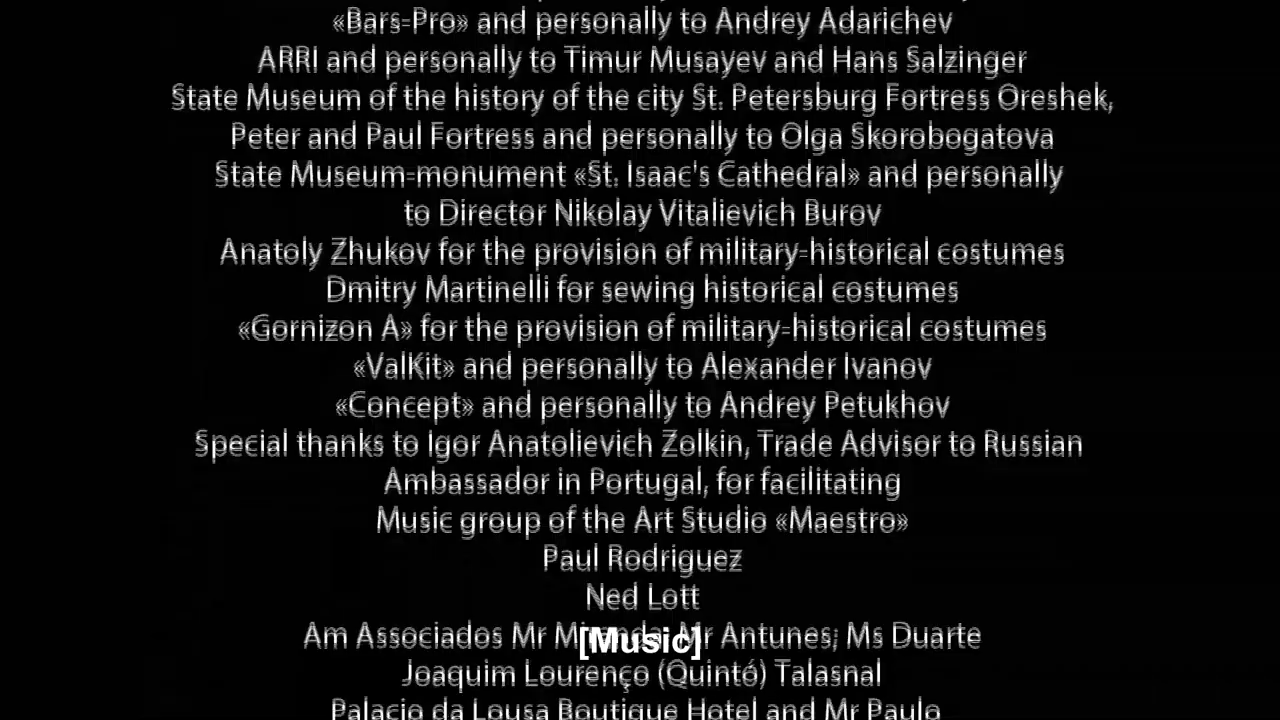 «Bars-Pro» and personally to Andrey Adarichev
ARRI and personally to Timur Musayev and Hans Salzinger
State Museum of the history of the city St. Petersburg Fortress Oreshek,
Peter and Paul Fortress and personally to Olga Skorobogatova
State Museum-monument «St. Isaac's Cathedral» and personally
to Director Nikolay Vitalievich Burov
Anatoly Zhukov for the provision of military-historical costumes
Dmitry Martinelli for sewing historical costumes
«Gornizon A» for the provision of military-historical costumes
«ValKit» and personally to Alexander Ivanov
«Concept» and personally to Andrey Petukhov
Special thanks to Igor Anatolievich Zolkin, Trade Advisor to Russian
Ambassador in Portugal, for facilitating
Music group of the Art Studio «Maestro»
Paul Rodriguez
Ned Lott
Am Associados Mr Miranda, Mr Antunes, Ms Duarte
[Music]
Joaquim Lourenço (Quintó) Talasnal
Palacio da Lousa Boutique Hotel and Mr Paulo